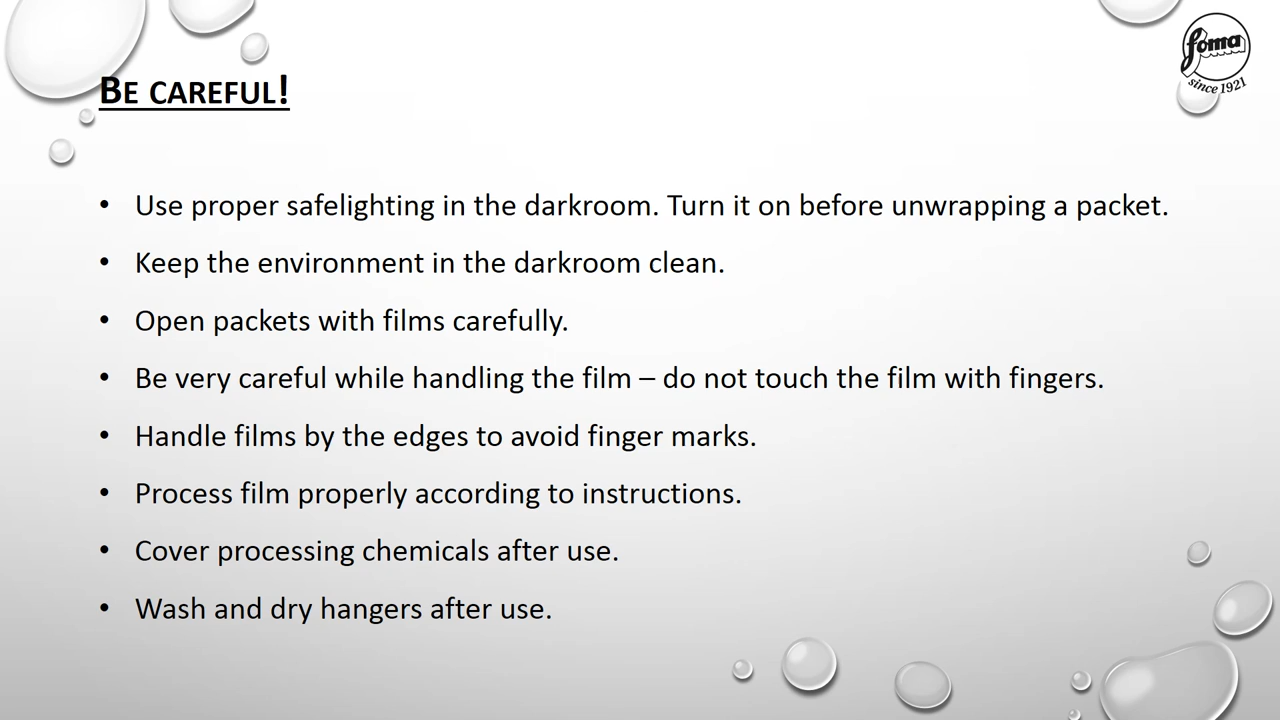 foma
since 1921
BE CAREFUL!
• Use proper safelighting in the darkroom. Turn it on before unwrapping a packet.
• Keep the environment in the darkroom clean.
• Open packets with films carefully.
• Be very careful while handling the film – do not touch the film with fingers.
• Handle films by the edges to avoid finger marks.
• Process film properly according to instructions.
• Cover processing chemicals after use.
• Wash and dry hangers after use.